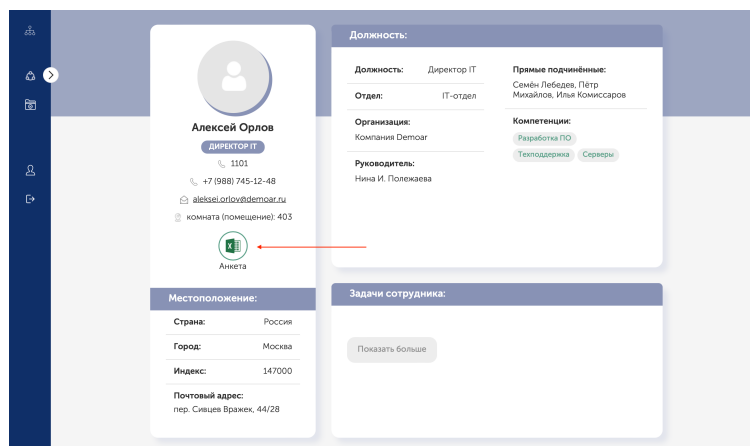 Алексей Орлов
ДИРЕКТОР IT
1101
+7 (988) 745-12-48
aleksei.orlov@demoar.ru
комната (помещение): 403
Анкета
Местоположение:
Страна: Россия
Город: Москва
Индекс: 147000
Почтовый адрес:
пер. Сивцев Вражек, 44/28
Должность:
Должность: Директор IT
Отдел: IT-отдел
Организация:
Компания Demoar
Руководитель:
Нина И. Полежаева
Прямые подчинённые:
Семён Лебедев, Пётр
Михайлов, Илья Комиссаров
Компетенции:
Разработка ПО
Техподдержка Серверы
Задачи сотрудника:
Показать больше